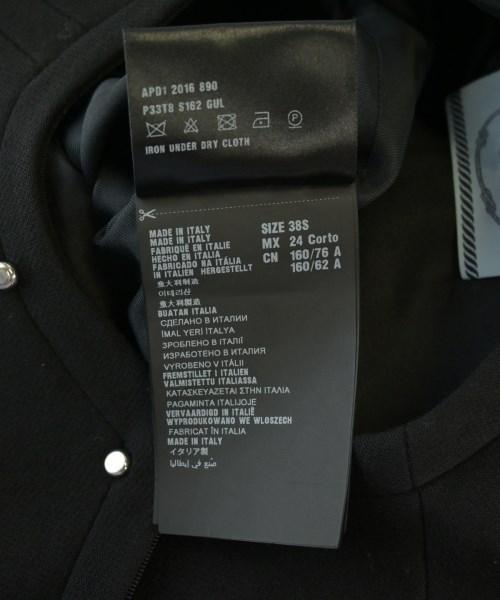 APD1 2016 890
P33T8 S162 GUL
IRON UNDER DRY CLOTH
MADE IN ITALY
MADE IN ITALY
FABRIQUÉ EN ITALIE
HECHO EN ITALIA
FABRICADO NA ITÁLIA
IN ITALIEN HERGESTELLT
意大利制造
이태리산
意大利製造
BUATAN ITALIA
СДЕЛАНО В ИТАЛИИ
İMAL YERİ İTALYA
ЗРОБЛЕНО В ІТАЛІЇ
ИЗРАБОТЕНО В ИТАЛИЯ
VYROBENO V ITÁLII
FREMSTILLET I ITALIEN
VALMISTETTU ITALIASSA
ΚΑΤΑΣΚΕΥΑΖΕΤΑΙ ΣΤΗΝ ΙΤΑΛΙΑ
PAGAMINTA ITALIJOJE
VERVAARDIGD IN ITALIË
WYPRODUKOWANO WE WLOSZECH
FABRICAT ÎN ITALIA
MADE IN ITALY
イタリア製
صُنع في إيطاليا
SIZE 38S
MX 24 Corto
CN 160/76 A
160/62 A